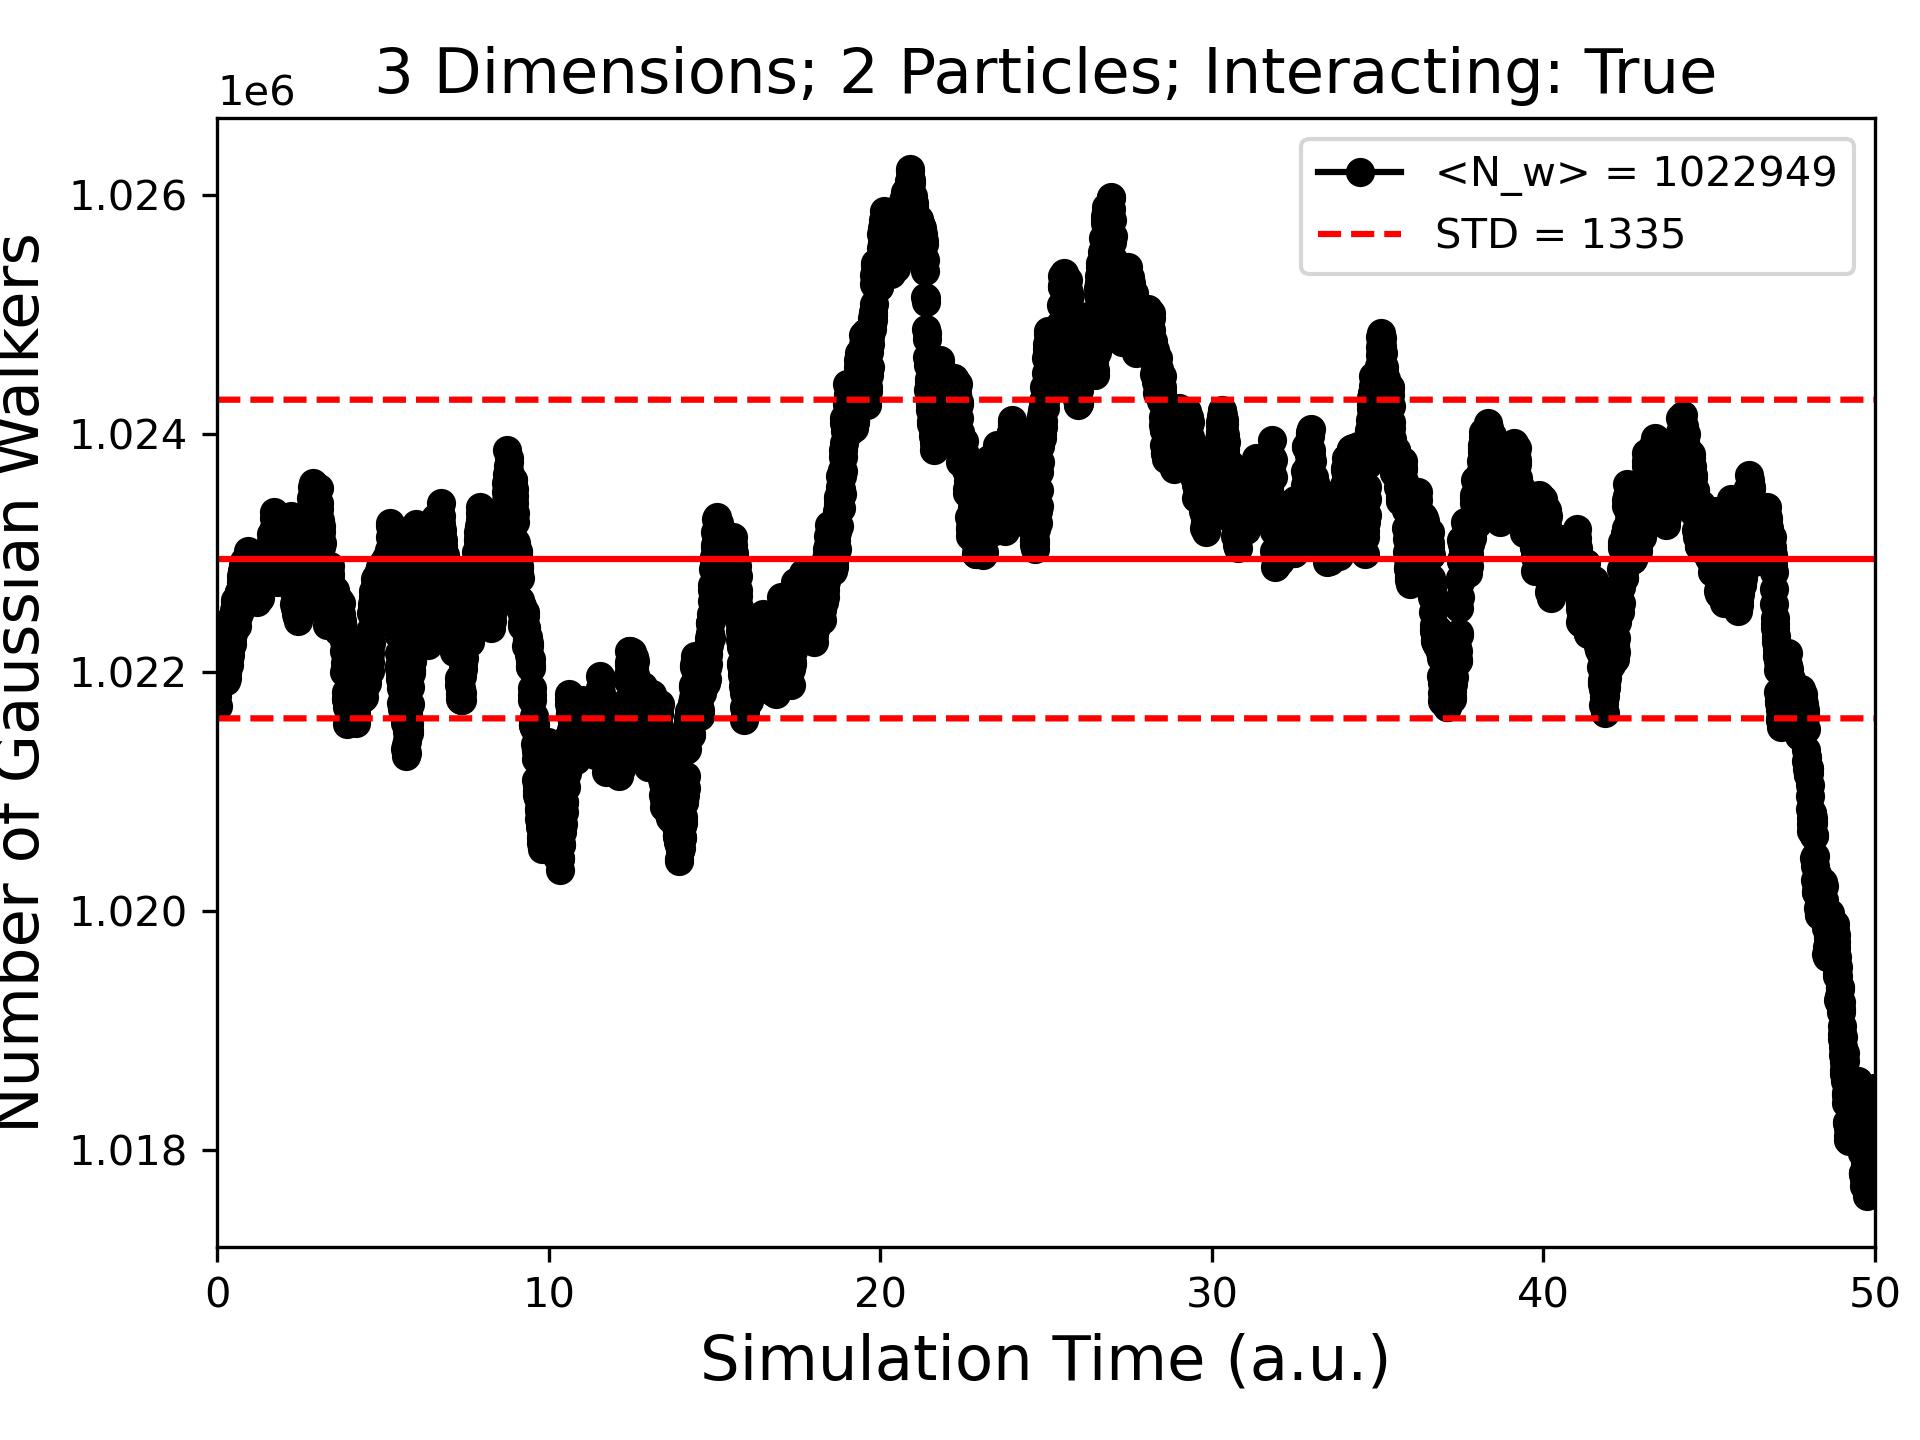 3 Dimensions; 2 Particles; Interacting: True
1e6
<N_w> = 1022949
STD = 1335
1.026
1.024
1.022
1.020
1.018
Number of Gaussian Walkers
0 10 20 30 40 50
Simulation Time (a.u.)